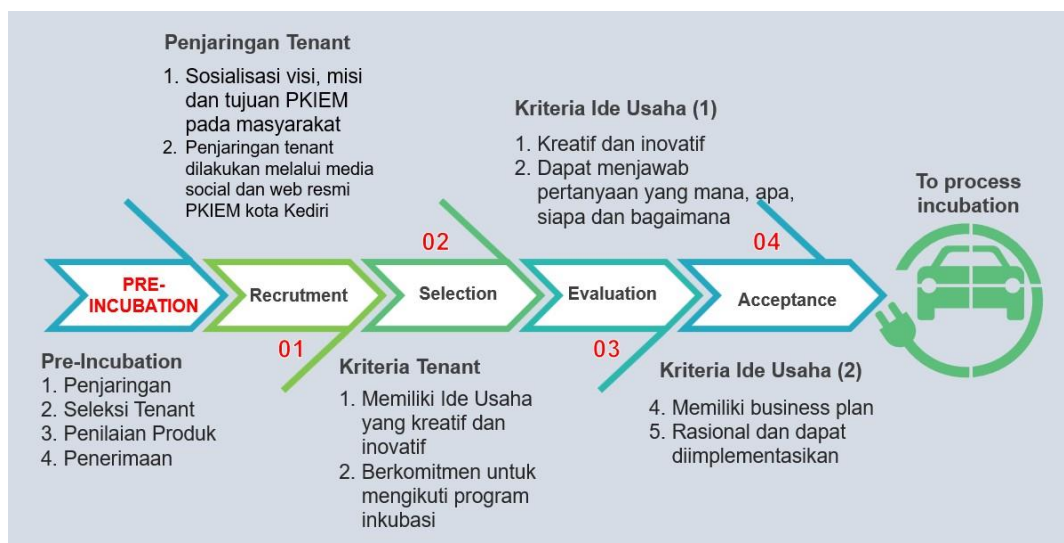 Penjaringan Tenant
1. Sosialisasi visi, misi
dan tujuan PKIEM
pada masyarakat
2. Penjaringan tenant
dilakukan melalui media
social dan web resmi
PKIEM kota Kediri
Kriteria Ide Usaha (1)
1. Kreatif dan inovatif
2. Dapat menjawab
pertanyaan yang mana, apa,
siapa dan bagaimana
To process
incubation
02
04
PRE-
INCUBATION
Recrutment
Selection
Evaluation
Acceptance
01
03
Pre-Incubation
1. Penjaringan
2. Seleksi Tenant
3. Penilaian Produk
4. Penerimaan
Kriteria Tenant
1. Memiliki Ide Usaha
yang kreatif dan
inovatif
2. Berkomitmen untuk
mengikuti program
inkubasi
Kriteria Ide Usaha (2)
4. Memiliki business plan
5. Rasional dan dapat
diimplementasikan